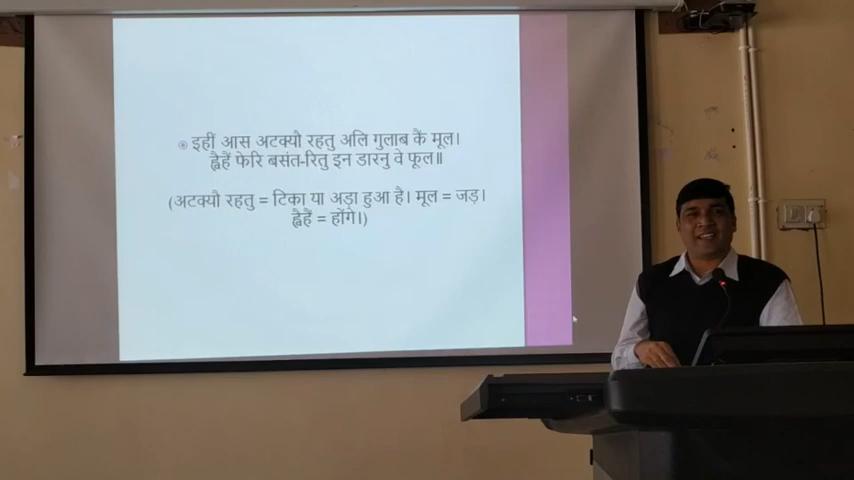 इहीं आस अटक्यौ रहतु अलि गुलाब कैं मूल।
ह्वैहैं फेरि बसंत-रितु इन डारनु वे फूल॥
(अटक्यौ रहतु = टिका या अड़ा हुआ है। मूल = जड़।
ह्वैहैं = होंगे।)